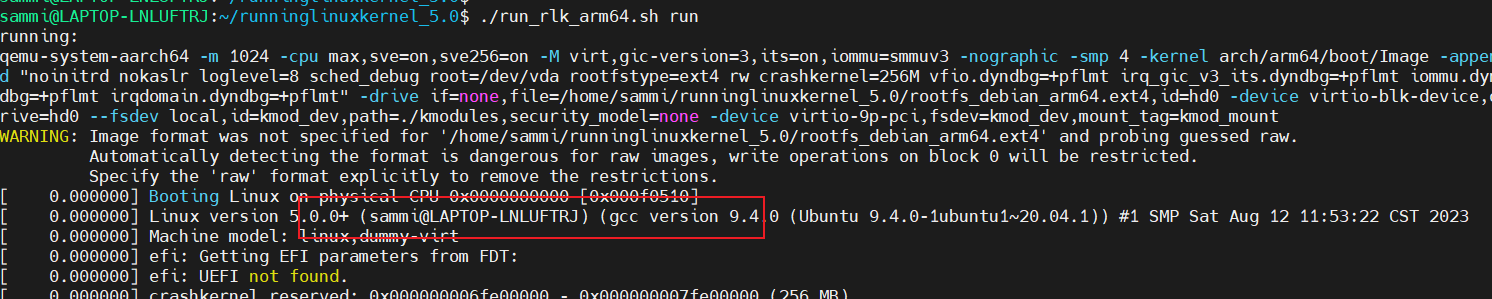 sammi@LAPTOP-LNLUFTRJ:~/runninglinuxkernel_5.0$ ./run_rlk_arm64.sh run
running:
qemu-system-aarch64 -m 1024 -cpu max,sve=on,sve256=on -M virt,gic-version=3,its=on,iommu=smmuv3 -nographic -smp 4 -kernel arch/arm64/boot/Image -appen
d "noinitrd nokaslr loglevel=8 sched_debug root=/dev/vda rootfstype=ext4 rw crashkernel=256M vfio.dyndbg=+pflmt irq_gic_v3_its.dyndbg=+pflmt iommu.dyn
dbg=+pflmt irqdomain.dyndbg=+pflmt" -drive if=none,file=/home/sammi/runninglinuxkernel_5.0/rootfs_debian_arm64.ext4,id=hd0 -device virtio-blk-device,d
rive=hd0 --fsdev local,id=kmod_dev,path=./kmodules,security_model=none -device virtio-9p-pci,fsdev=kmod_dev,mount_tag=kmod_mount
WARNING: Image format was not specified for '/home/sammi/runninglinuxkernel_5.0/rootfs_debian_arm64.ext4' and probing guessed raw.
Automatically detecting the format is dangerous for raw images, write operations on block 0 will be restricted.
Specify the 'raw' format explicitly to remove the restrictions.
[    0.000000] Booting Linux on physical CPU 0x0000000000 [0x000f0510]
[    0.000000] Linux version 5.0.0+ (sammi@LAPTOP-LNLUFTRJ) (gcc version 9.4.0 (Ubuntu 9.4.0-1ubuntu1~20.04.1)) #1 SMP Sat Aug 12 11:53:22 CST 2023
[    0.000000] Machine model: linux,dummy-virt
[    0.000000] efi: Getting EFI parameters from FDT:
[    0.000000] efi: UEFI not found.
[    0.000000] crashkernel reserved: 0x000000006fe00000 - 0x000000007fe00000 (256 MB)